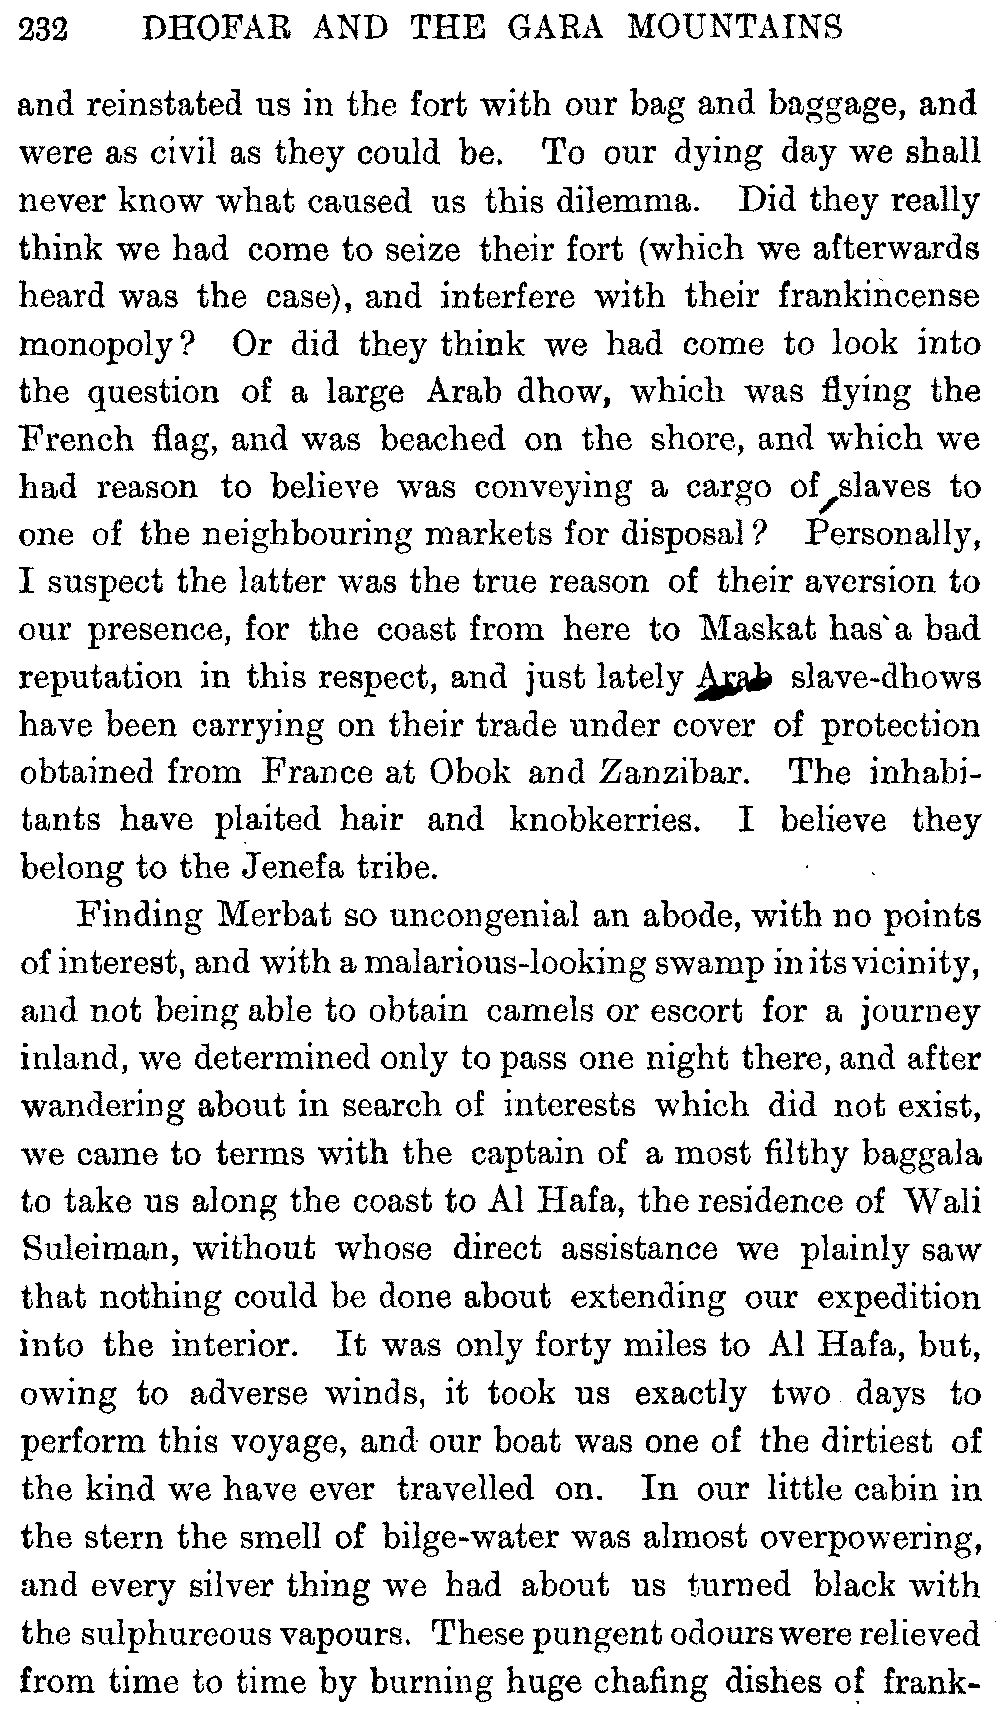 232 DHOFAR AND THE GARA MOUNTAINS
and reinstated us in the fort with our bag and baggage, and
were as civil as they could be. To our dying day we shall
never know what caused us this dilemma. Did they really
think we had come to seize their fort (which we afterwards
heard was the case), and interfere with their frankincense
monopoly? Or did they think we had come to look into
the question of a large Arab dhow, which was flying the
French flag, and was beached on the shore, and which we
had reason to believe was conveying a cargo of slaves to
one of the neighbouring markets for disposal? Personally,
I suspect the latter was the true reason of their aversion to
our presence, for the coast from here to Maskat has a bad
reputation in this respect, and just lately Arab slave-dhows
have been carrying on their trade under cover of protection
obtained from France at Obok and Zanzibar. The inhabi-
tants have plaited hair and knobkerries. I believe they
belong to the Jenefa tribe.
Finding Merbat so uncongenial an abode, with no points
of interest, and with a malarious-looking swamp in its vicinity,
and not being able to obtain camels or escort for a journey
inland, we determined only to pass one night there, and after
wandering about in search of interests which did not exist,
we came to terms with the captain of a most filthy baggala
to take us along the coast to Al Hafa, the residence of Wali
Suleiman, without whose direct assistance we plainly saw
that nothing could be done about extending our expedition
into the interior. It was only forty miles to Al Hafa, but,
owing to adverse winds, it took us exactly two days to
perform this voyage, and our boat was one of the dirtiest of
the kind we have ever travelled on. In our little cabin in
the stern the smell of bilge-water was almost overpowering,
and every silver thing we had about us turned black with
the sulphureous vapours. These pungent odours were relieved
from time to time by burning huge chafing dishes of frank-